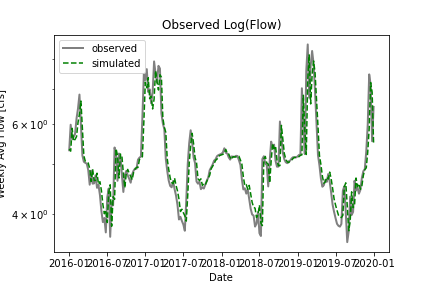 Observed Log(Flow)
observed
simulated
Weekly Avg Flow [cfs]
6 × 10⁰
4 × 10⁰
2016-01 2016-07 2017-01 2017-07 2018-01 2018-07 2019-01 2019-07 2020-01
Date